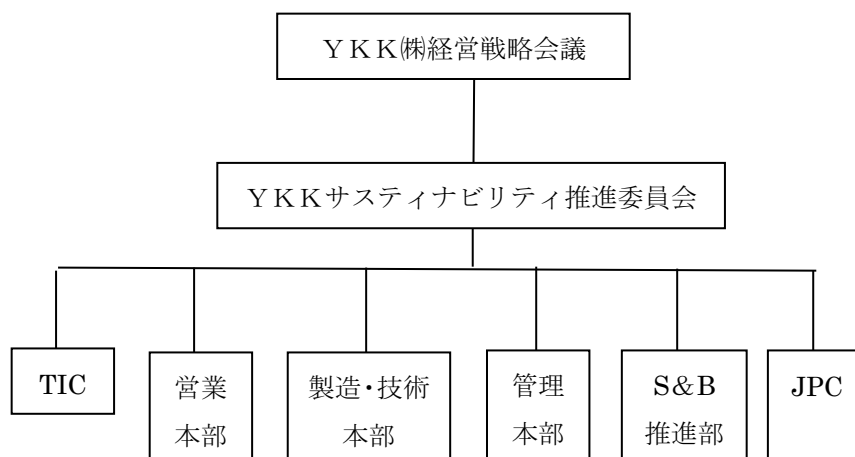 ＹＫＫ㈱経営戦略会議
ＹＫＫサスティナビリティ推進委員会
TIC
営業
本部
製造・技術
本部
管理
本部
S&B
推進部
JPC